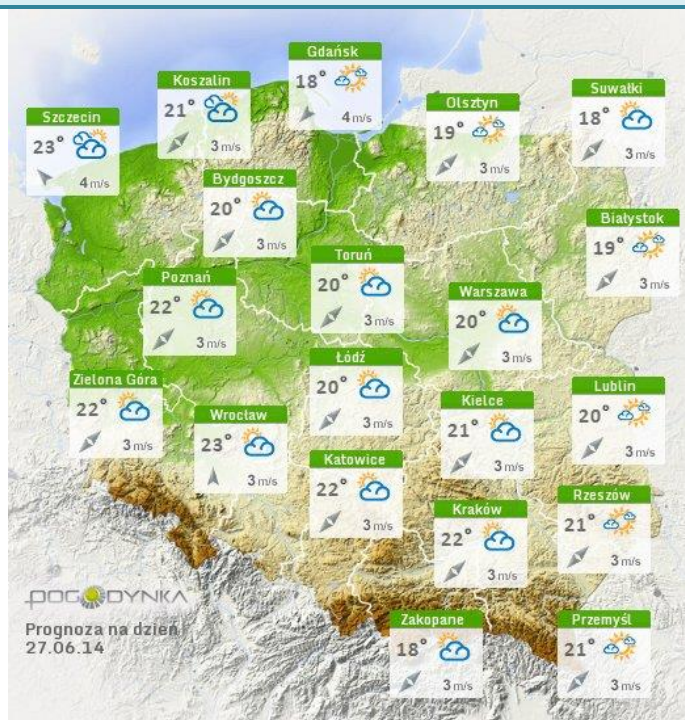 Gdańsk
18°
4 m/s
Koszalin
21°
3 m/s
Suwałki
18°
3 m/s
Olsztyn
19°
3 m/s
Szczecin
23°
4 m/s
Bydgoszcz
20°
3 m/s
Białystok
19°
3 m/s
Toruń
20°
3 m/s
Poznań
22°
3 m/s
Warszawa
20°
3 m/s
Łódź
20°
3 m/s
Zielona Góra
22°
3 m/s
Lublin
20°
3 m/s
Kielce
21°
3 m/s
Wrocław
23°
3 m/s
Katowice
22°
3 m/s
Rzeszów
21°
3 m/s
Kraków
22°
3 m/s
POGODYNKA
Prognoza na dzień
27.06.14
Zakopane
18°
3 m/s
Przemyśl
21°
3 m/s